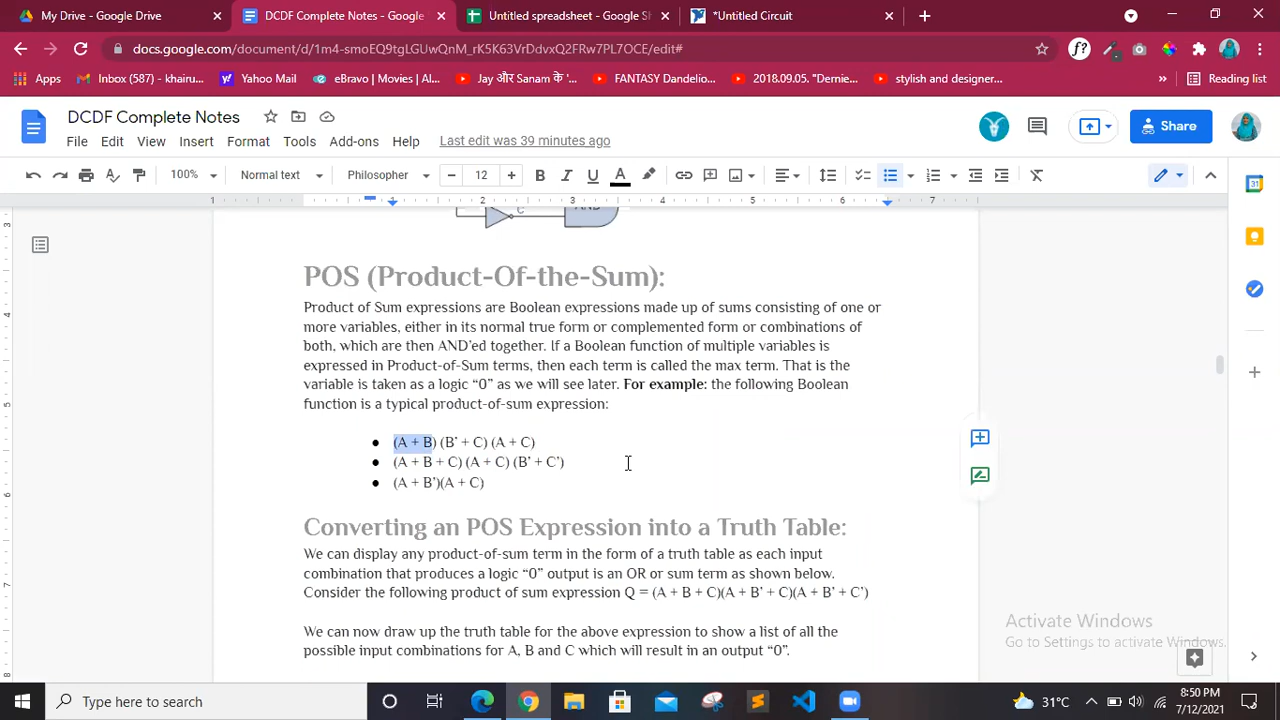 My Drive - Google Drive
DCDF Complete Notes - Google
Untitled spreadsheet - Google Sh
*Untitled Circuit
docs.google.com/document/d/1m4-smoEQ9tgLGUwQnM_rK5K63VrDdvxQ2FRw7PL7OCE/edit#
Apps
Inbox (587) - khairu...
Yahoo Mail
eBravo | Movies | Al...
Jay और Sanam के '...
FANTASY Dandelio...
2018.09.05. "Dernie...
stylish and designer...
Reading list
DCDF Complete Notes
File Edit View Insert Format Tools Add-ons Help Last edit was 39 minutes ago
Share
100% Normal text Philosopher 12
1 1 2 3 4 5 6 7
C AND
POS (Product-Of-the-Sum):
Product of Sum expressions are Boolean expressions made up of sums consisting of one or
more variables, either in its normal true form or complemented form or combinations of
both, which are then AND'ed together. If a Boolean function of multiple variables is
expressed in Product-of-Sum terms, then each term is called the max term. That is the
variable is taken as a logic “0” as we will see later. For example: the following Boolean
function is a typical product-of-sum expression:
● (A + B) (B’ + C) (A + C)
● (A + B + C) (A + C) (B’ + C’)
● (A + B’)(A + C)
Converting an POS Expression into a Truth Table:
We can display any product-of-sum term in the form of a truth table as each input
combination that produces a logic “0” output is an OR or sum term as shown below.
Consider the following product of sum expression Q = (A + B + C)(A + B’ + C)(A + B’ + C’)
We can now draw up the truth table for the above expression to show a list of all the
possible input combinations for A, B and C which will result in an output “0”.
Activate Windows
Go to Settings to activate Windows.
Type here to search
31°C
8:50 PM
7/12/2021